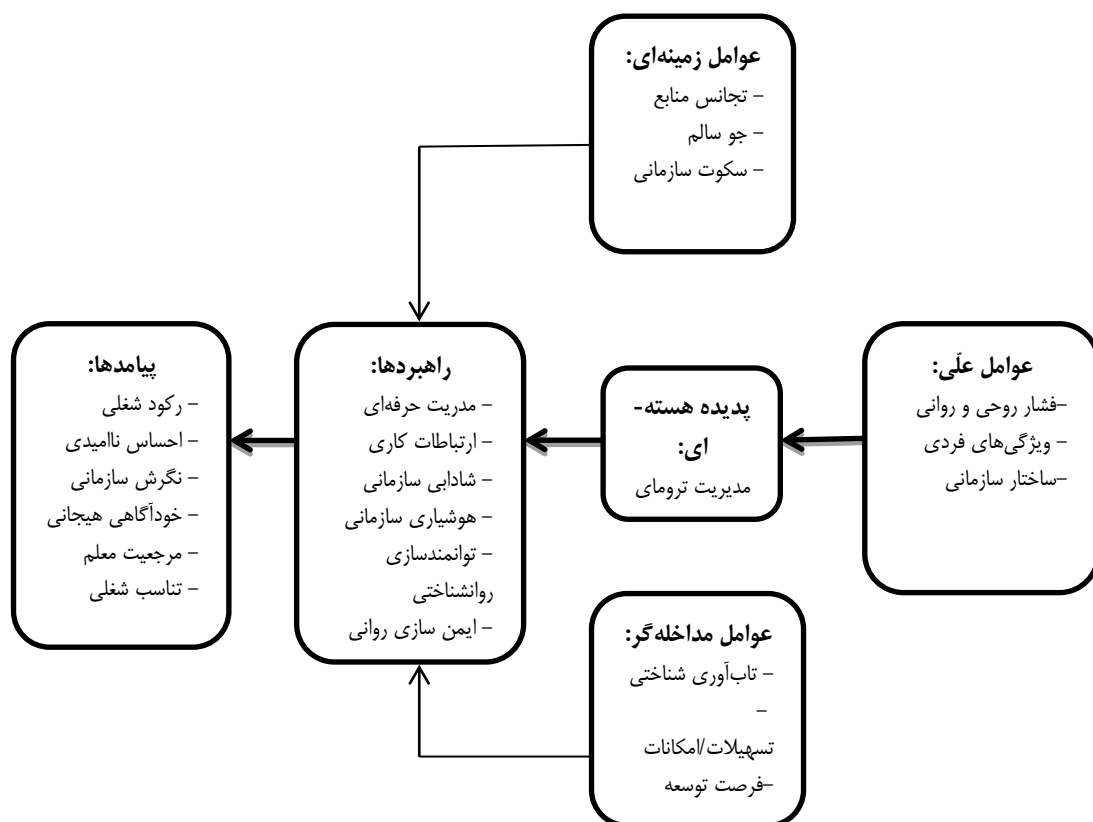 عوامل زمینه‌ای:
– تجانس منابع
– جو سالم
– سکوت سازمانی
عوامل علّی:
–فشار روحی و روانی
– ویژگی‌های فردی
–ساختار سازمانی
پدیده هسته-
ای:
مدیریت ترومای
راهبردها:
– مدریت حرفه‌ای
– ارتباطات کاری
– شادابی سازمانی
– هوشیاری سازمانی
– توانمندسازی
روانشناختی
– ایمن سازی روانی
پیامدها:
– رکود شغلی
– احساس ناامیدی
– نگرش سازمانی
– خودآگاهی هیجانی
– مرجعیت معلم
– تناسب شغلی
عوامل مداخله‌گر:
– تاب‌آوری شناختی
–
تسهیلات/امکانات
–فرصت توسعه